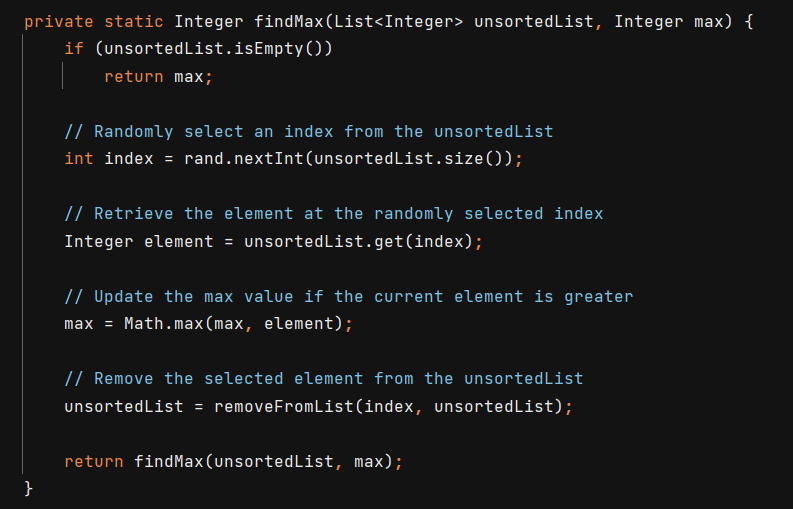 private static Integer findMax(List<Integer> unsortedList, Integer max) {
    if (unsortedList.isEmpty())
        return max;
    // Randomly select an index from the unsortedList
    int index = rand.nextInt(unsortedList.size());
    // Retrieve the element at the randomly selected index
    Integer element = unsortedList.get(index);
    // Update the max value if the current element is greater
    max = Math.max(max, element);
    // Remove the selected element from the unsortedList
    unsortedList = removeFromList(index, unsortedList);
    return findMax(unsortedList, max);
}